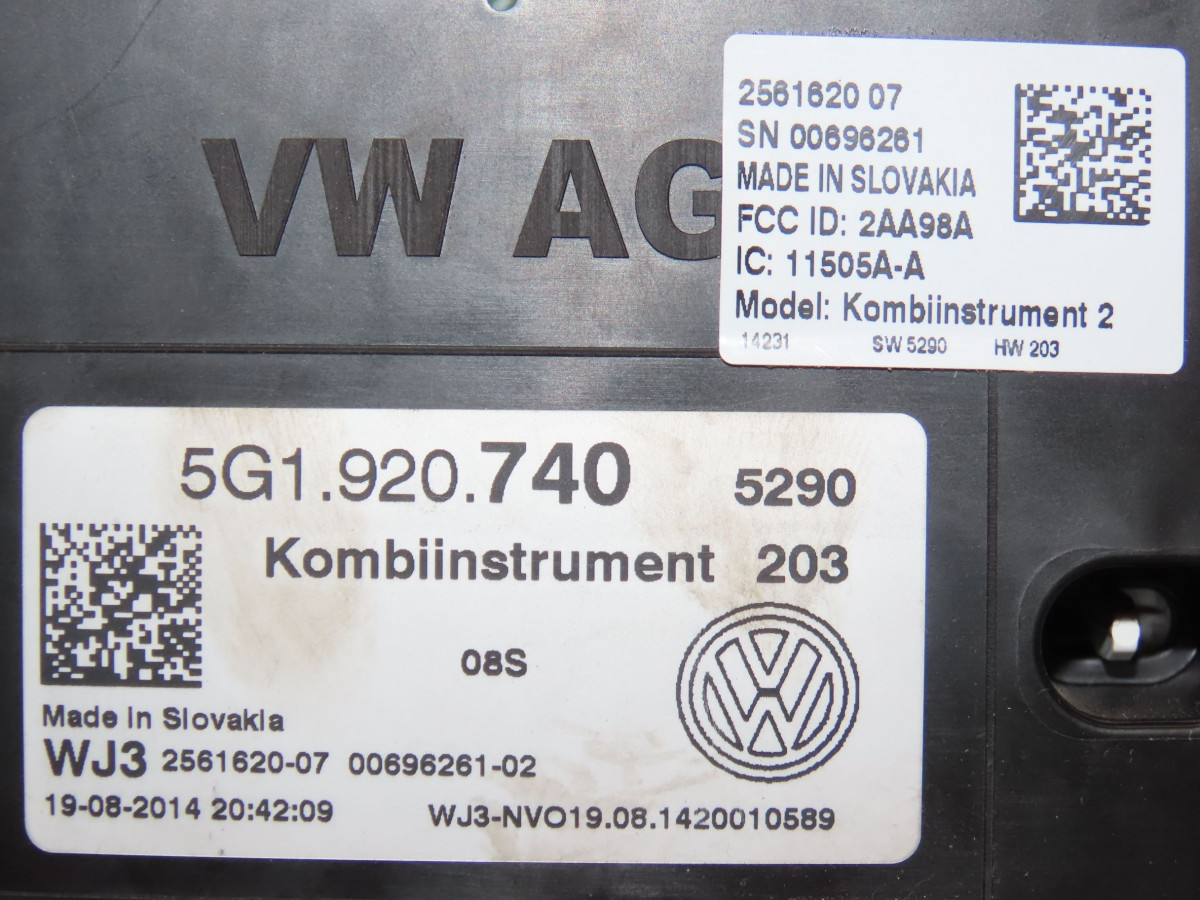 VW AG
2561620 07
SN 00696261
MADE IN SLOVAKIA
FCC ID: 2AA98A
IC: 11505A-A
Model: Kombiinstrument 2
14231 SW 5290 HW 203
5G1.920.740 5290
Kombiinstrument 203
08S
Made in Slovakia
WJ3 2561620-07 00696261-02
19-08-2014 20:42:09 WJ3-NVO19.08.1420010589